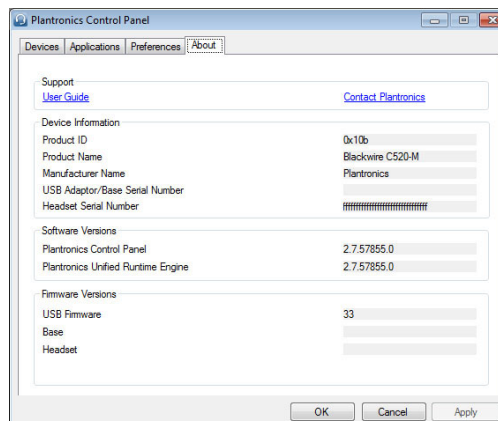 Plantronics Control Panel
Devices Applications Preferences About
Support
User Guide Contact Plantronics
Device Information
Product ID 0x10b
Product Name Blackwire C520-M
Manufacturer Name Plantronics
USB Adaptor/Base Serial Number
Headset Serial Number
Software Versions
Plantronics Control Panel 2.7.57855.0
Plantronics Unified Runtime Engine 2.7.57855.0
Firmware Versions
USB Firmware 33
Base
Headset
OK Cancel Apply